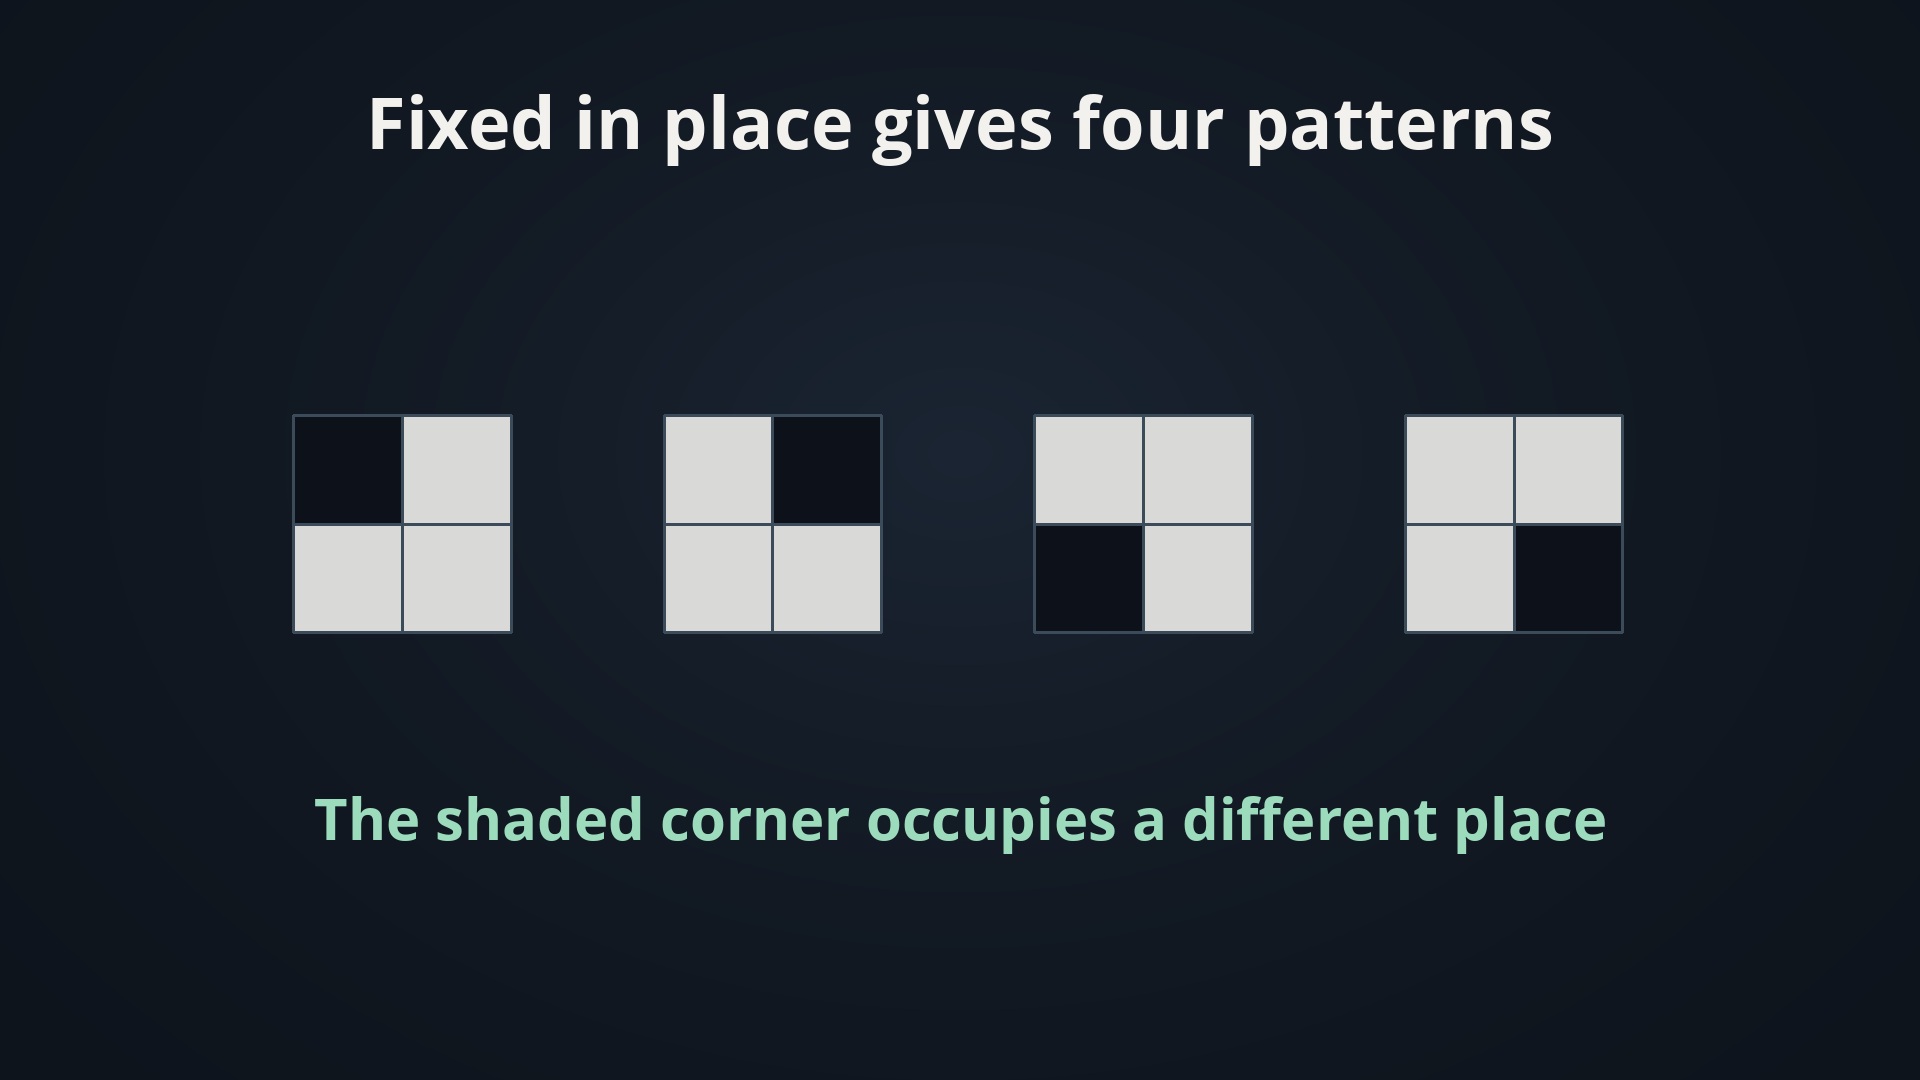 Fixed in place gives four patterns
The shaded corner occupies a different place